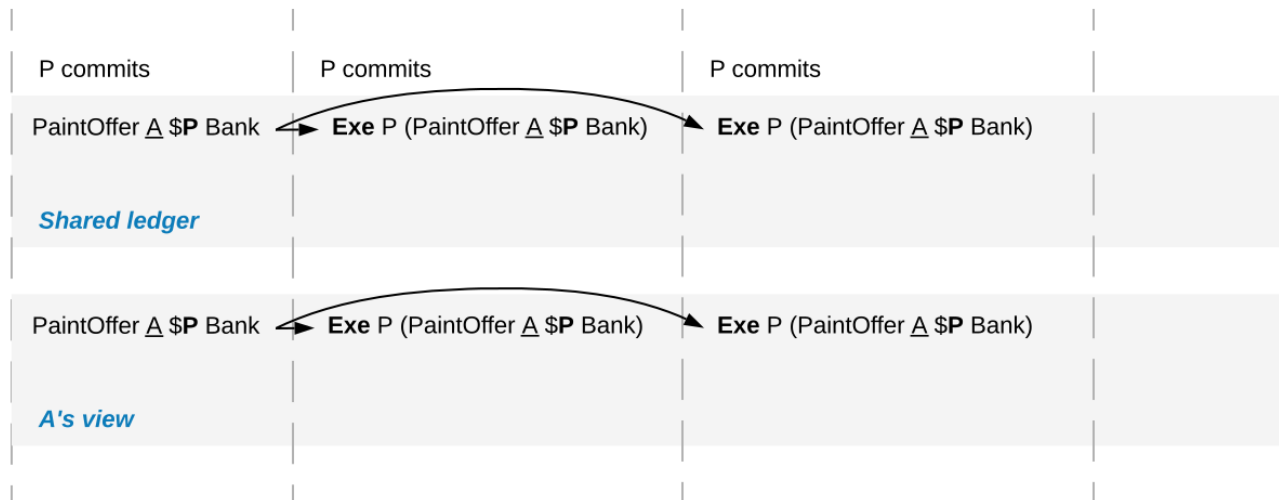 P commits P commits P commits
PaintOffer A $P Bank Exe P (PaintOffer A $P Bank) Exe P (PaintOffer A $P Bank)
Shared ledger
PaintOffer A $P Bank Exe P (PaintOffer A $P Bank) Exe P (PaintOffer A $P Bank)
A's view